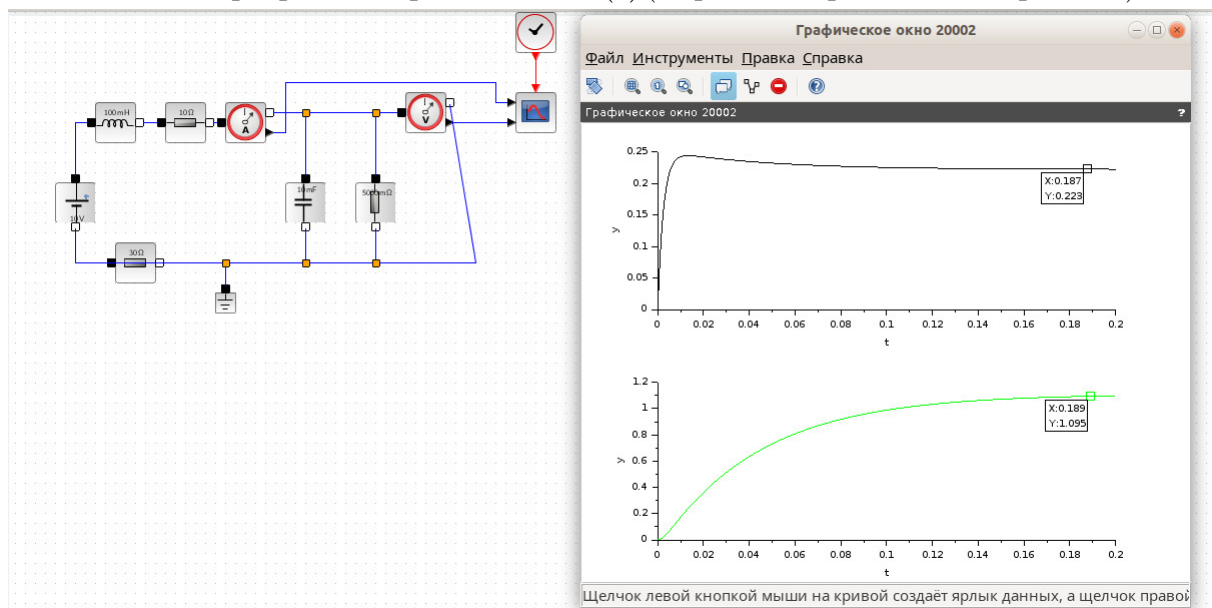 Графическое окно 20002
Файл Инструменты Правка Справка
Графическое окно 20002 ?
100mH
10Ω
A
V
10V
10 mF
5000mΩ
30Ω
0.25
0.2
0.15
0.1
0.05
0
y
X:0.187
Y:0.223
0 0.02 0.04 0.06 0.08 0.1 0.12 0.14 0.16 0.18 0.2
t
1.2
1
0.8
0.6
0.4
0.2
0
y
X:0.189
Y:1.095
0 0.02 0.04 0.06 0.08 0.1 0.12 0.14 0.16 0.18 0.2
t
Щелчок левой кнопкой мыши на кривой создаёт ярлык данных, а щелчок правой